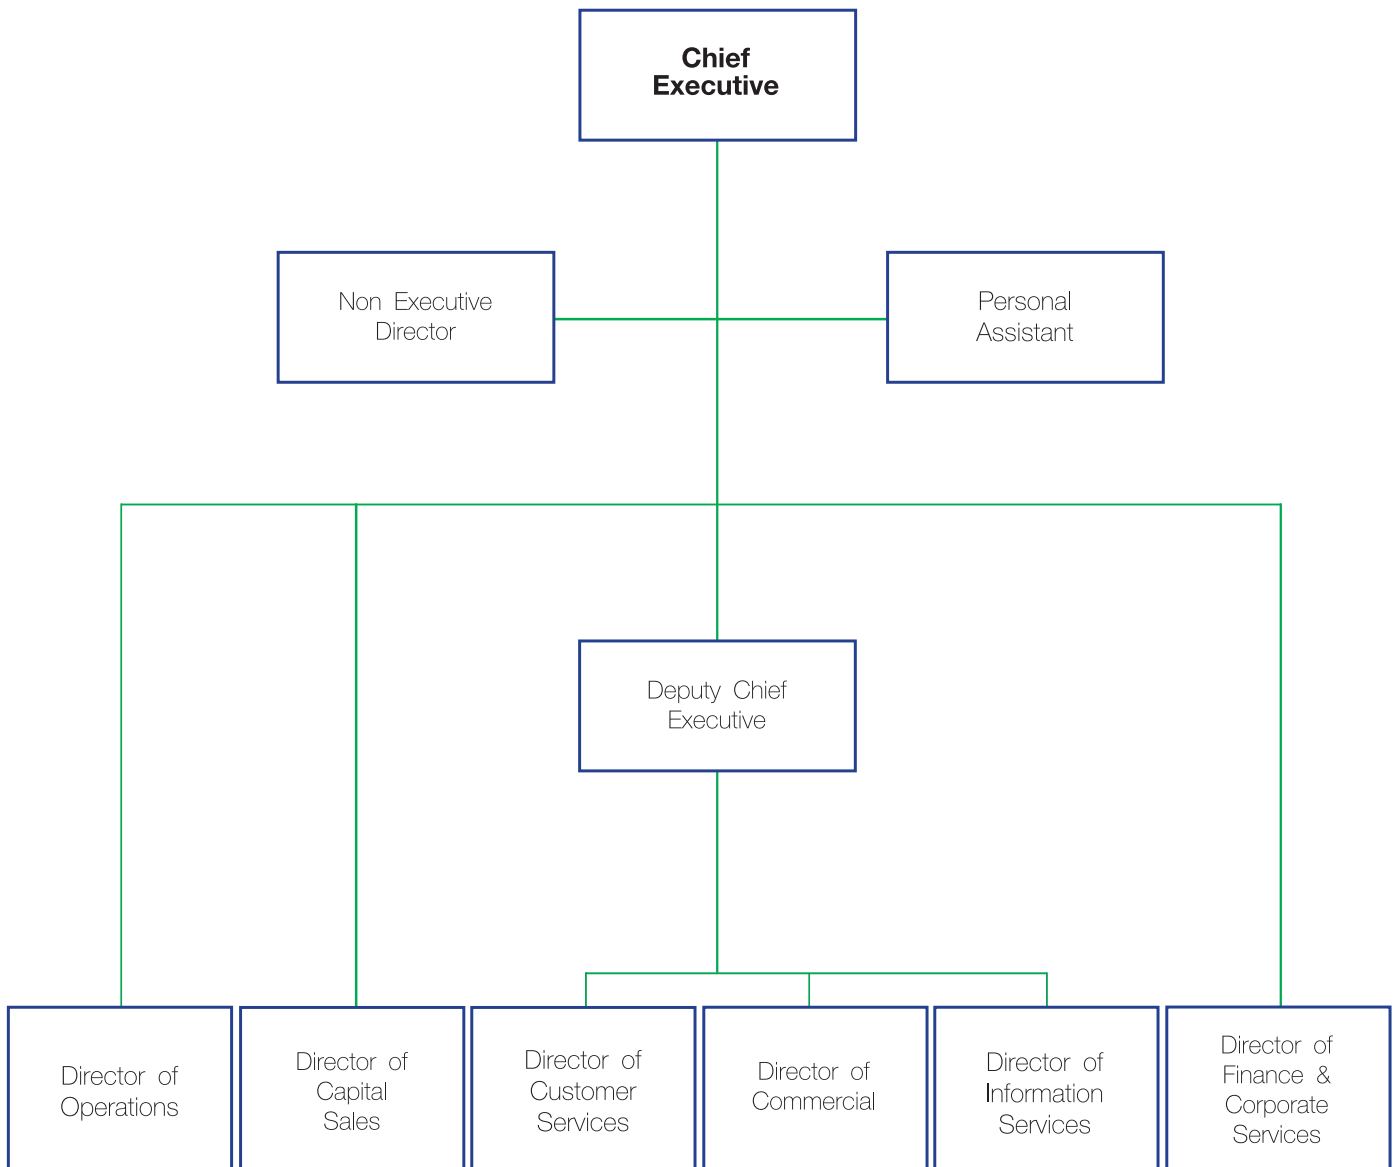 Chief
Executive
Non Executive
Director
Personal
Assistant
Deputy Chief
Executive
Director of
Operations
Director of
Capital
Sales
Director of
Customer
Services
Director of
Commercial
Director of
Information
Services
Director of
Finance &
Corporate
Services